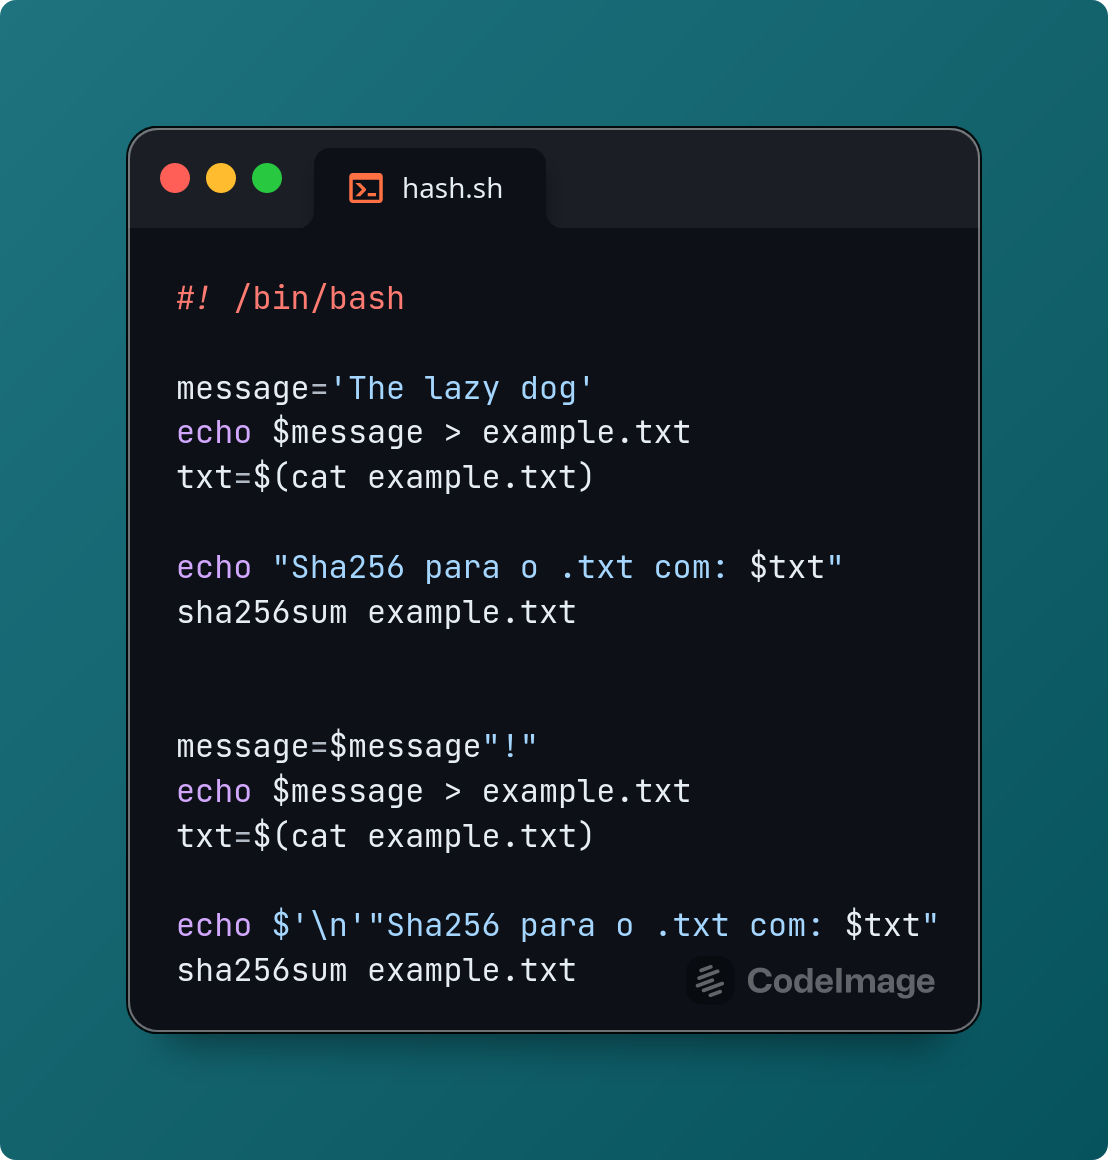 hash.sh
#! /bin/bash
message='The lazy dog'
echo $message > example.txt
txt=$(cat example.txt)
echo "Sha256 para o .txt com: $txt"
sha256sum example.txt
message=$message"!"
echo $message > example.txt
txt=$(cat example.txt)
echo $'\n'"Sha256 para o .txt com: $txt"
sha256sum example.txt
CodeImage